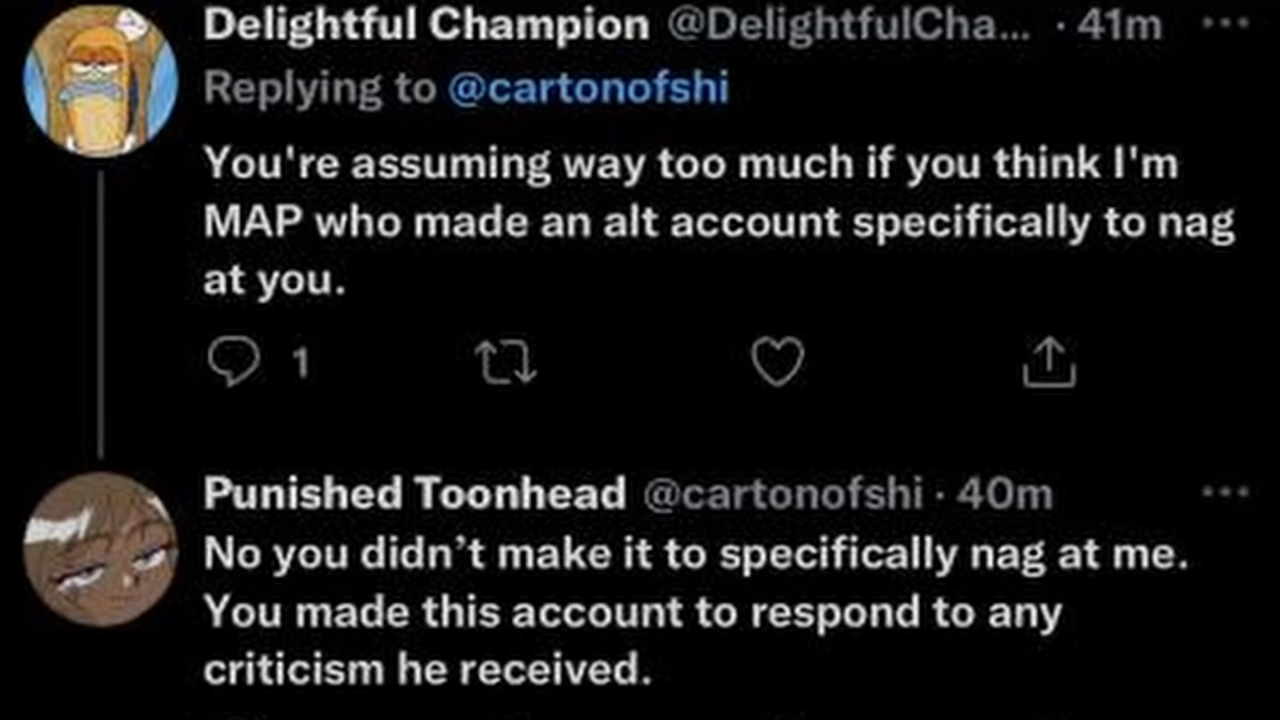 Delightful Champion @DelightfulCha... · 41m
Replying to @cartonofshi
You're assuming way too much if you think I'm
MAP who made an alt account specifically to nag
at you.
1
Punished Toonhead @cartonofshi · 40m
No you didn’t make it to specifically nag at me.
You made this account to respond to any
criticism he received.